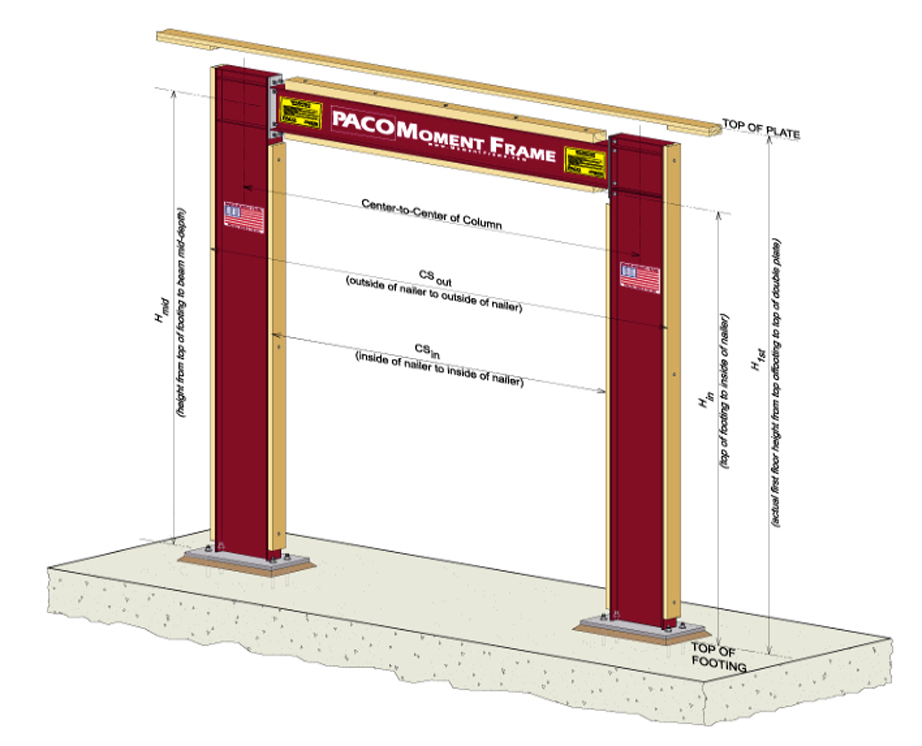 TOP OF PLATE
PACO MOMENT FRAME
WWW.MOMENTFRAME.COM
Center-to-Center of Column
CS out
(outside of nailer to outside of nailer)
CS in
(inside of nailer to inside of nailer)
H mid
(height from top of footing to beam mid-depth)
H in
(top of footing to inside of nailer)
H 1st
(actual first floor height from top offooting to top of double plate)
TOP OF
FOOTING